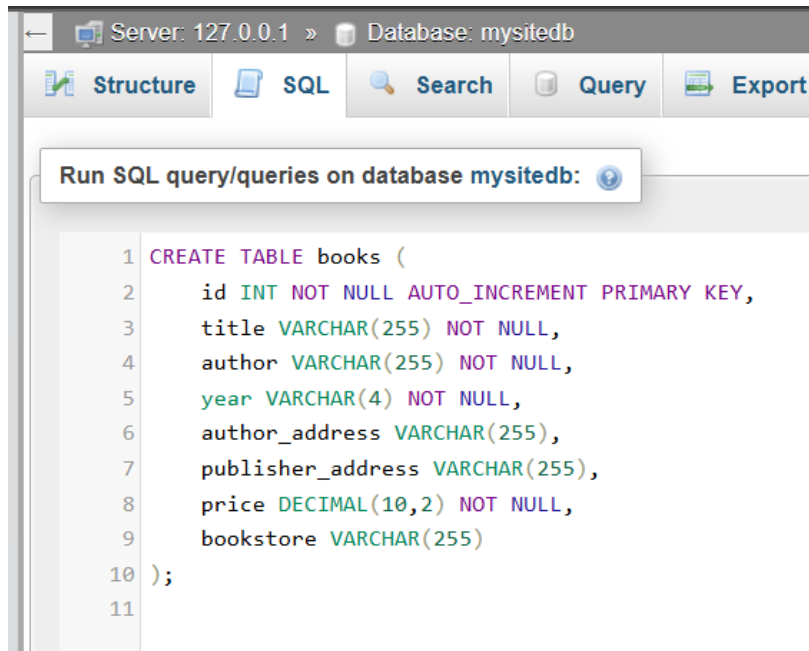 ← Server: 127.0.0.1 » Database: mysitedb
Structure SQL Search Query Export
Run SQL query/queries on database mysitedb:
1 CREATE TABLE books (
2 id INT NOT NULL AUTO_INCREMENT PRIMARY KEY,
3 title VARCHAR(255) NOT NULL,
4 author VARCHAR(255) NOT NULL,
5 year VARCHAR(4) NOT NULL,
6 author_address VARCHAR(255),
7 publisher_address VARCHAR(255),
8 price DECIMAL(10,2) NOT NULL,
9 bookstore VARCHAR(255)
10 );
11